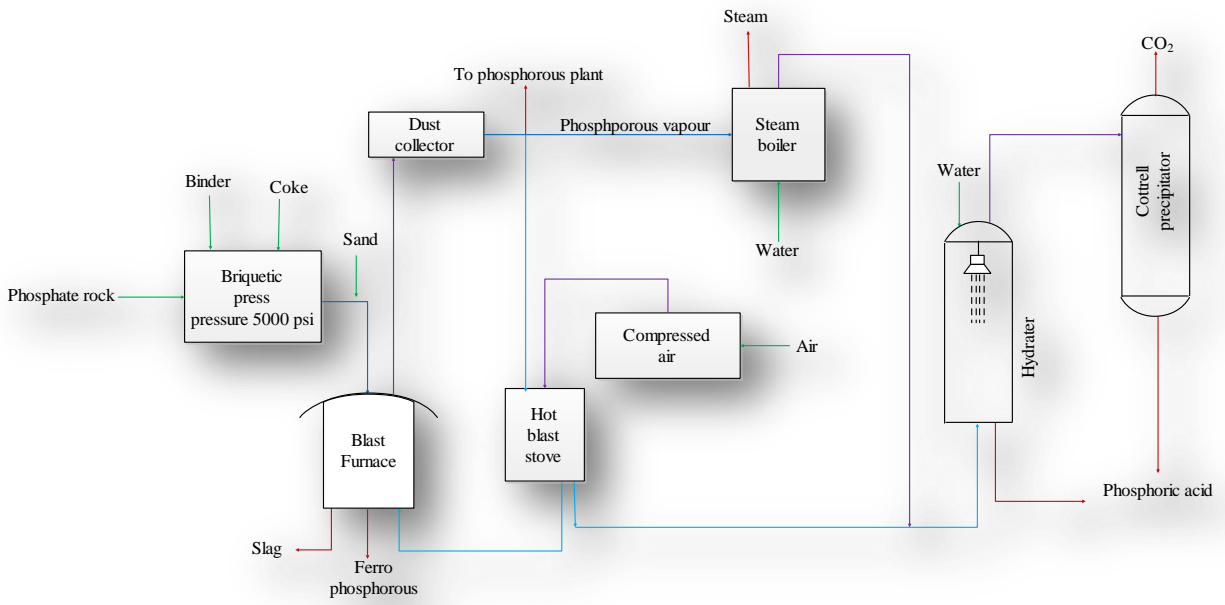 Steam
CO₂
To phosphorous plant
Dust
collector
Phosphporous vapour
Steam
boiler
Binder
Coke
Water
Cottrell
precipitator
Sand
Water
Briquetic
press
pressure 5000 psi
Phosphate rock
Compressed
air
Air
Hydrater
Hot
blast
stove
Blast
Furnace
Phosphoric acid
Slag
Ferro
phosphorous